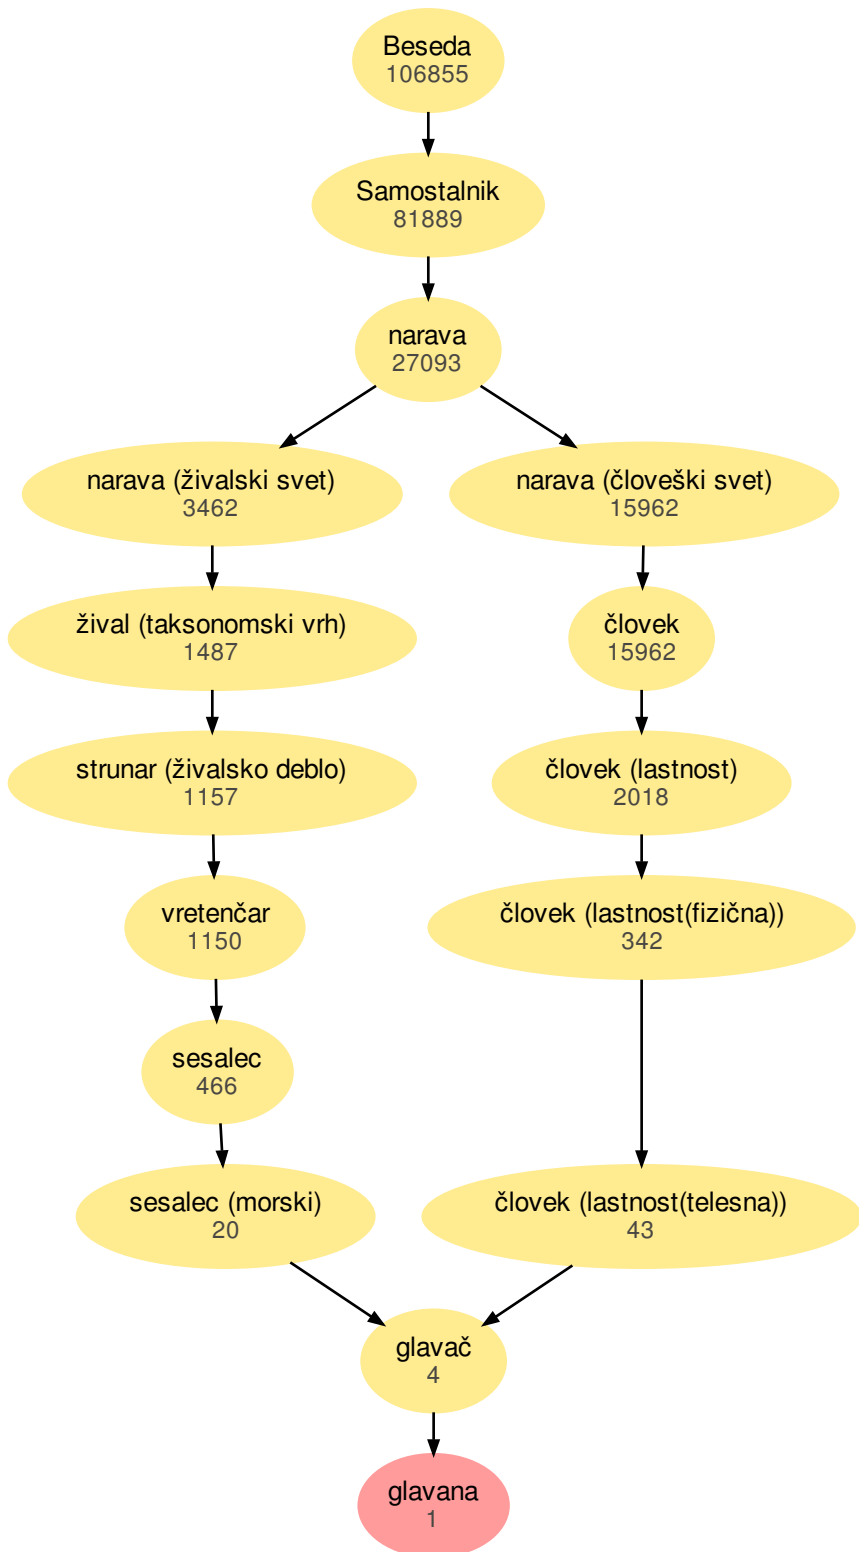 Beseda
106855
Samostalnik
81889
narava
27093
narava (živalski svet)
3462
narava (človeški svet)
15962
žival (taksonomski vrh)
1487
človek
15962
strunar (živalsko deblo)
1157
človek (lastnost)
2018
vretenčar
1150
človek (lastnost(fizična))
342
sesalec
466
sesalec (morski)
20
človek (lastnost(telesna))
43
glavač
4
glavana
1